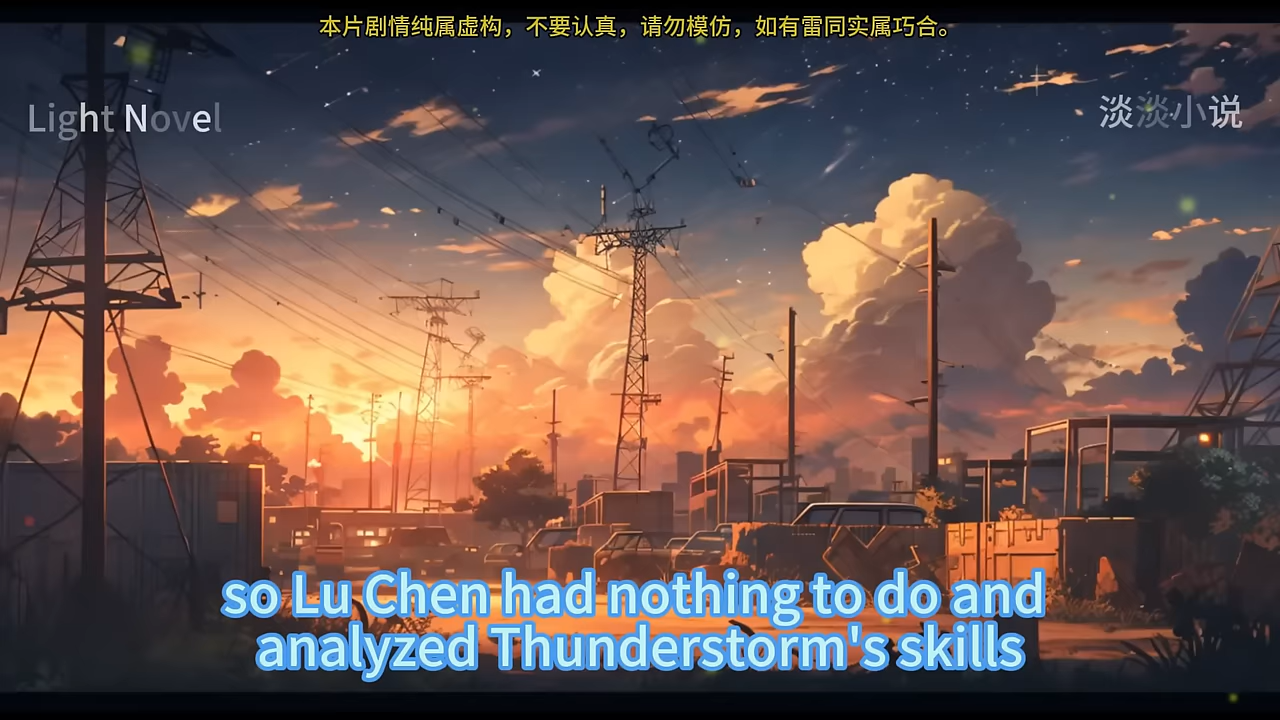 本片剧情纯属虚构，不要认真，请勿模仿，如有雷同实属巧合。
Light Novel
淡淡小说
so Lu Chen had nothing to do and
analyzed Thunderstorm's skills